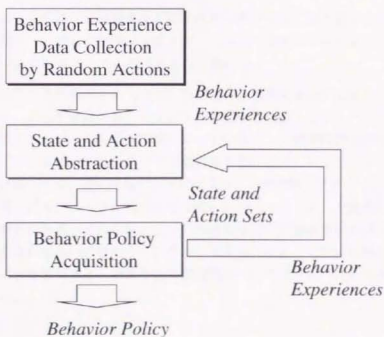 Behavior Experience
Data Collection
by Random Actions
Behavior
Experiences
State and Action
Abstraction
State and
Action Sets
Behavior Policy
Acquisition
Behavior
Experiences
Behavior Policy